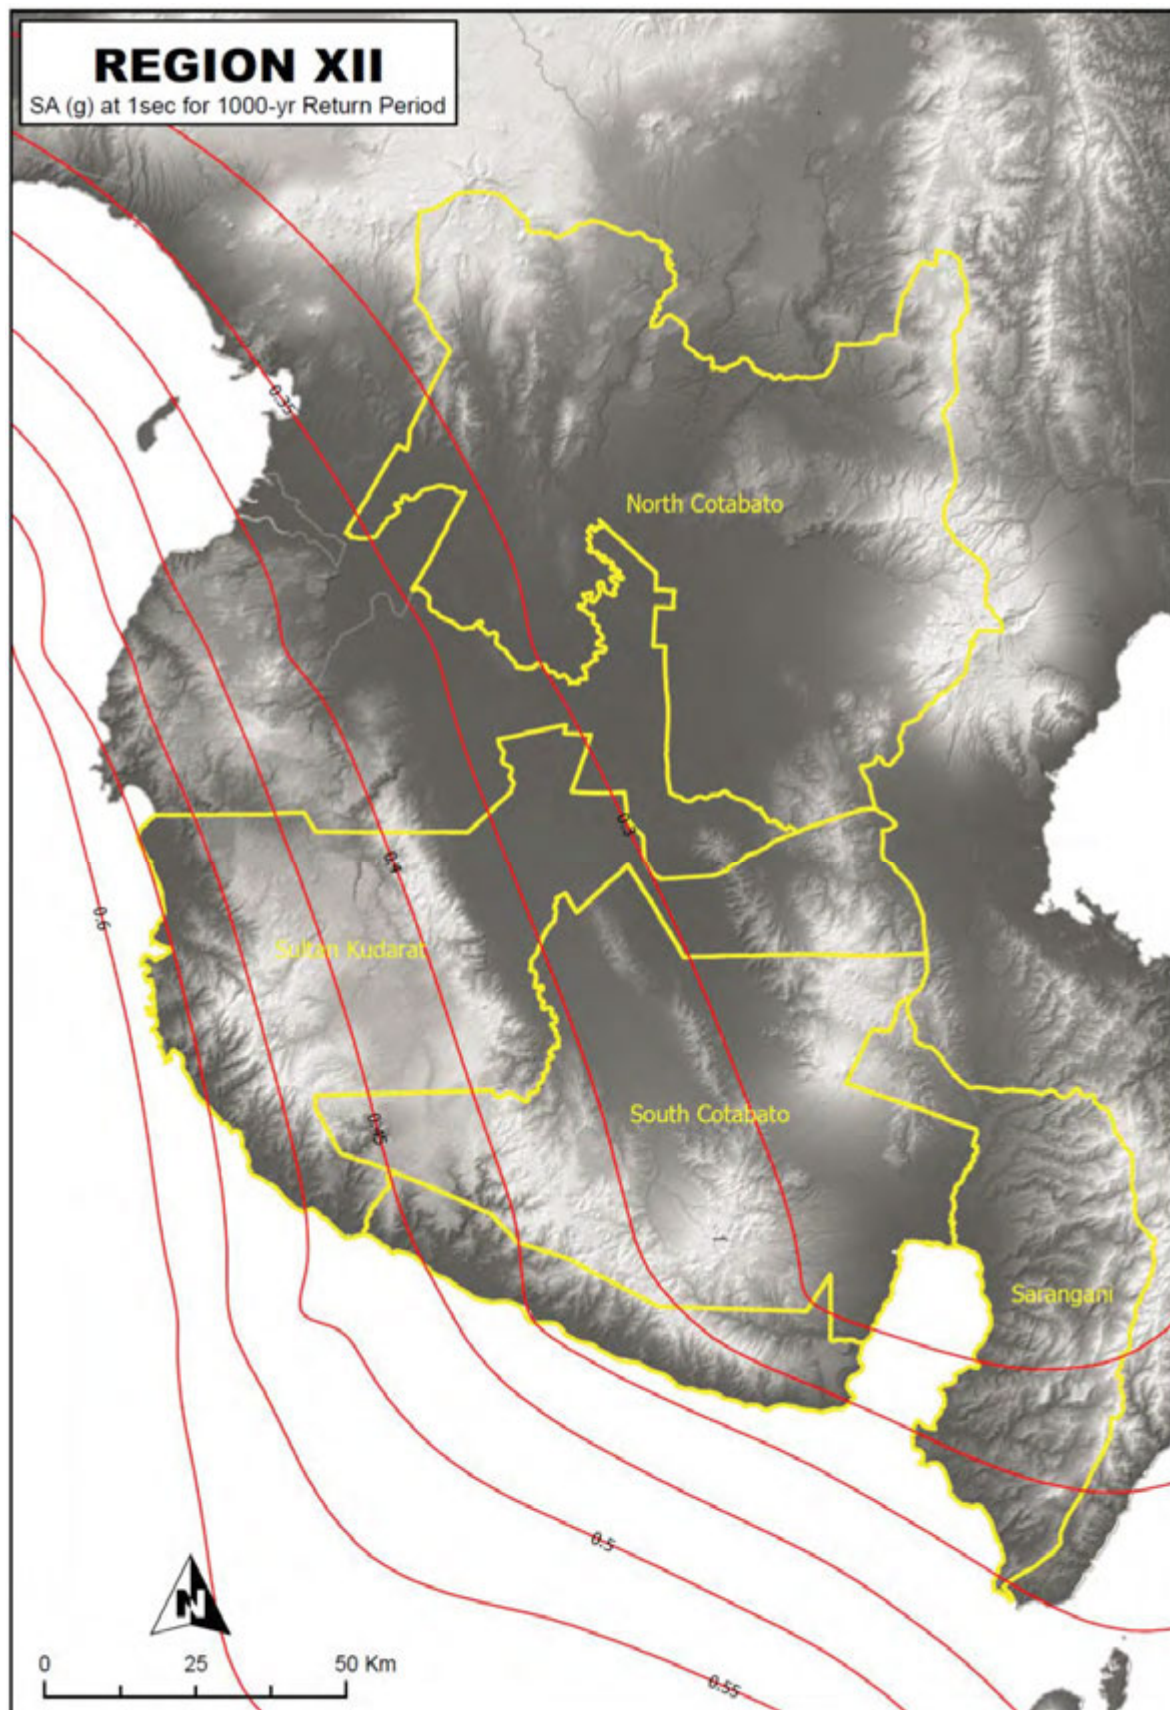 REGION XII
SA (g) at 1sec for 1000-yr Return Period
0.35
North Cotabato
0.3
0.4
0.6
Sultan Kudarat
South Cotabato
0.45
1
Sarangani
0.5
N
0.55
0 25 50 Km